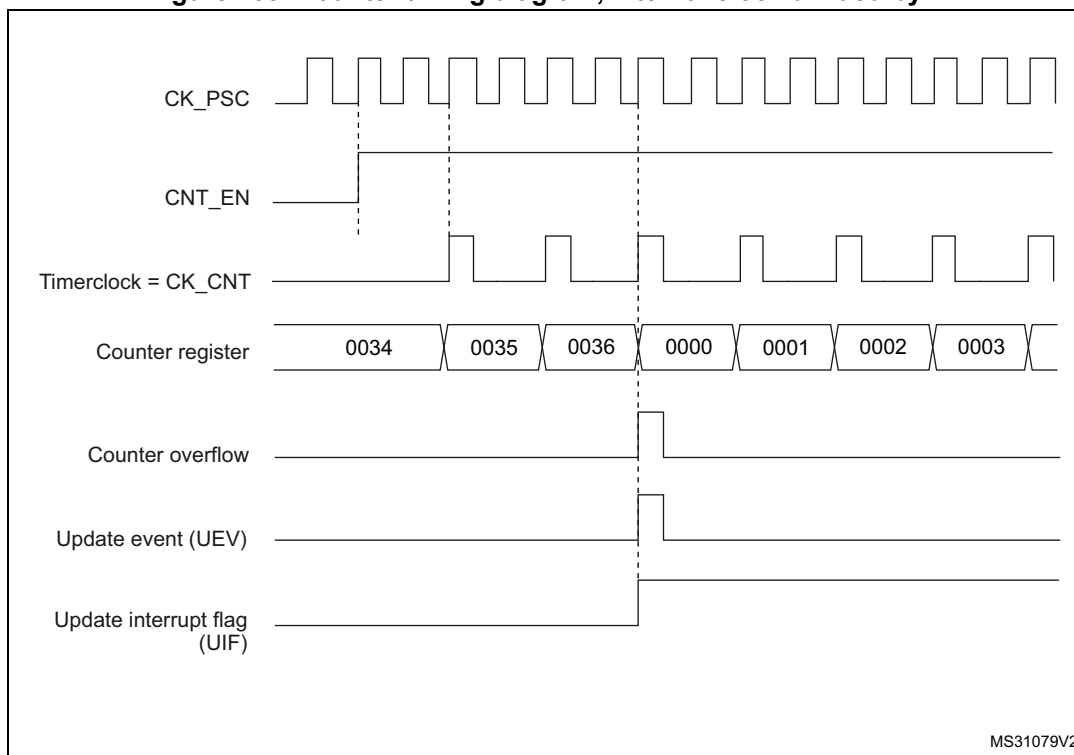 CK_PSC
CNT_EN
Timerclock = CK_CNT
Counter register
0034
0035
0036
0000
0001
0002
0003
Counter overflow
Update event (UEV)
Update interrupt flag
(UIF)
MS31079V2